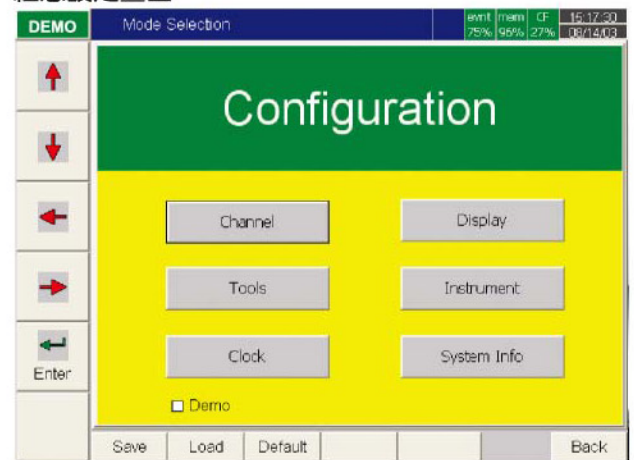 DEMO Mode Selection evnt mem CF 15:17:30
75% 96% 27% 08/14/03
Configuration
Channel Display
Tools Instrument
Clock System Info
Enter
Demo
Save Load Default Back